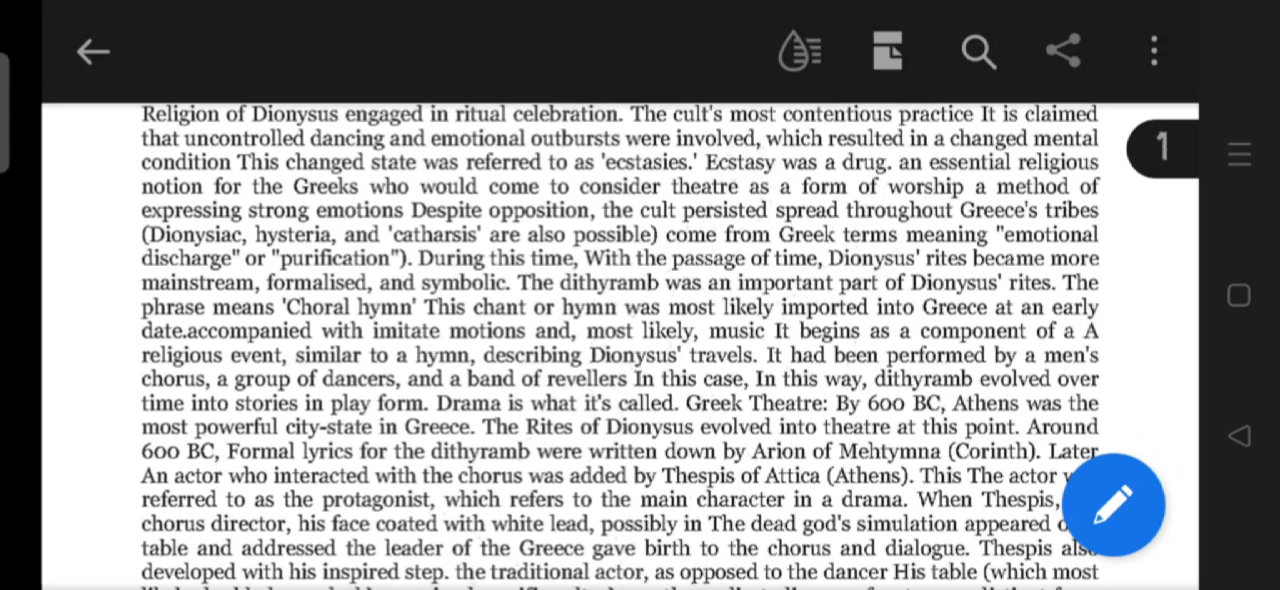 1
Religion of Dionysus engaged in ritual celebration. The cult's most contentious practice It is claimed
that uncontrolled dancing and emotional outbursts were involved, which resulted in a changed mental
condition This changed state was referred to as 'ecstasies.' Ecstasy was a drug. an essential religious
notion for the Greeks who would come to consider theatre as a form of worship a method of
expressing strong emotions Despite opposition, the cult persisted spread throughout Greece's tribes
(Dionysiac, hysteria, and 'catharsis' are also possible) come from Greek terms meaning "emotional
discharge" or "purification"). During this time, With the passage of time, Dionysus' rites became more
mainstream, formalised, and symbolic. The dithyramb was an important part of Dionysus' rites. The
phrase means 'Choral hymn' This chant or hymn was most likely imported into Greece at an early
date.accompanied with imitate motions and, most likely, music It begins as a component of a A
religious event, similar to a hymn, describing Dionysus' travels. It had been performed by a men's
chorus, a group of dancers, and a band of revellers In this case, In this way, dithyramb evolved over
time into stories in play form. Drama is what it's called. Greek Theatre: By 600 BC, Athens was the
most powerful city-state in Greece. The Rites of Dionysus evolved into theatre at this point. Around
600 BC, Formal lyrics for the dithyramb were written down by Arion of Mehtymna (Corinth). Later
An actor who interacted with the chorus was added by Thespis of Attica (Athens). This The actor
referred to as the protagonist, which refers to the main character in a drama. When Thespis,
chorus director, his face coated with white lead, possibly in The dead god's simulation appeared
table and addressed the leader of the Greece gave birth to the chorus and dialogue. Thespis also
developed with his inspired step. the traditional actor, as opposed to the dancer His table (which most